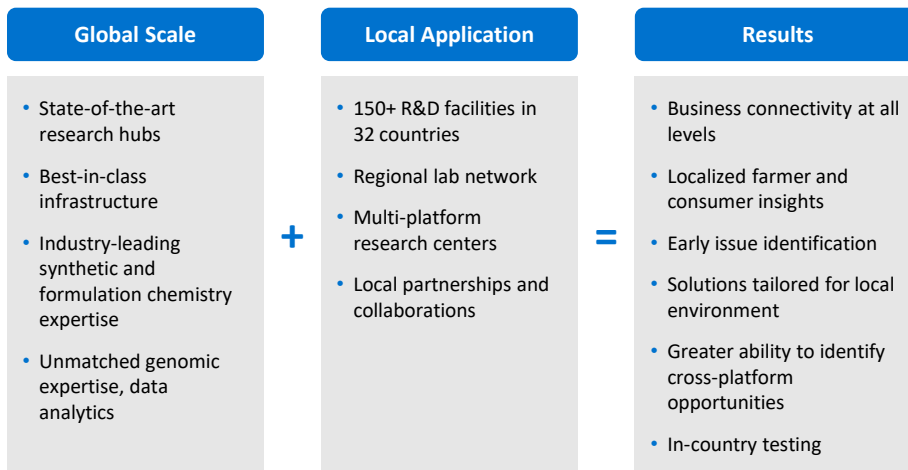 Global Scale
• State-of-the-art
research hubs
• Best-in-class
infrastructure
• Industry-leading
synthetic and
formulation chemistry
expertise
• Unmatched genomic
expertise, data
analytics
+
Local Application
• 150+ R&D facilities in
32 countries
• Regional lab network
• Multi-platform
research centers
• Local partnerships and
collaborations
=
Results
• Business connectivity at all
levels
• Localized farmer and
consumer insights
• Early issue identification
• Solutions tailored for local
environment
• Greater ability to identify
cross-platform
opportunities
• In-country testing